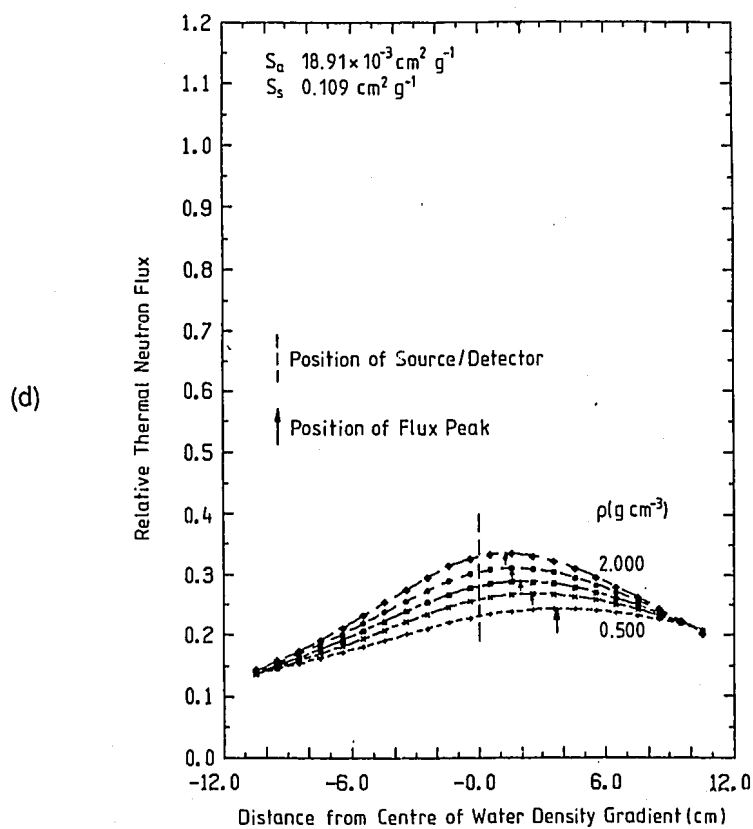 1.2
1.1
1.0
0.9
0.8
0.7
0.6
0.5
0.4
0.3
0.2
0.1
0.0
Relative Thermal Neutron Flux
(d)
Sₐ 18.91×10⁻³ cm² g⁻¹
Sₛ 0.109 cm² g⁻¹
Position of Source/Detector
Position of Flux Peak
ρ(g cm⁻³)
2.000
0.500
-12.0 -6.0 -0.0 6.0 12.0
Distance from Centre of Water Density Gradient (cm)